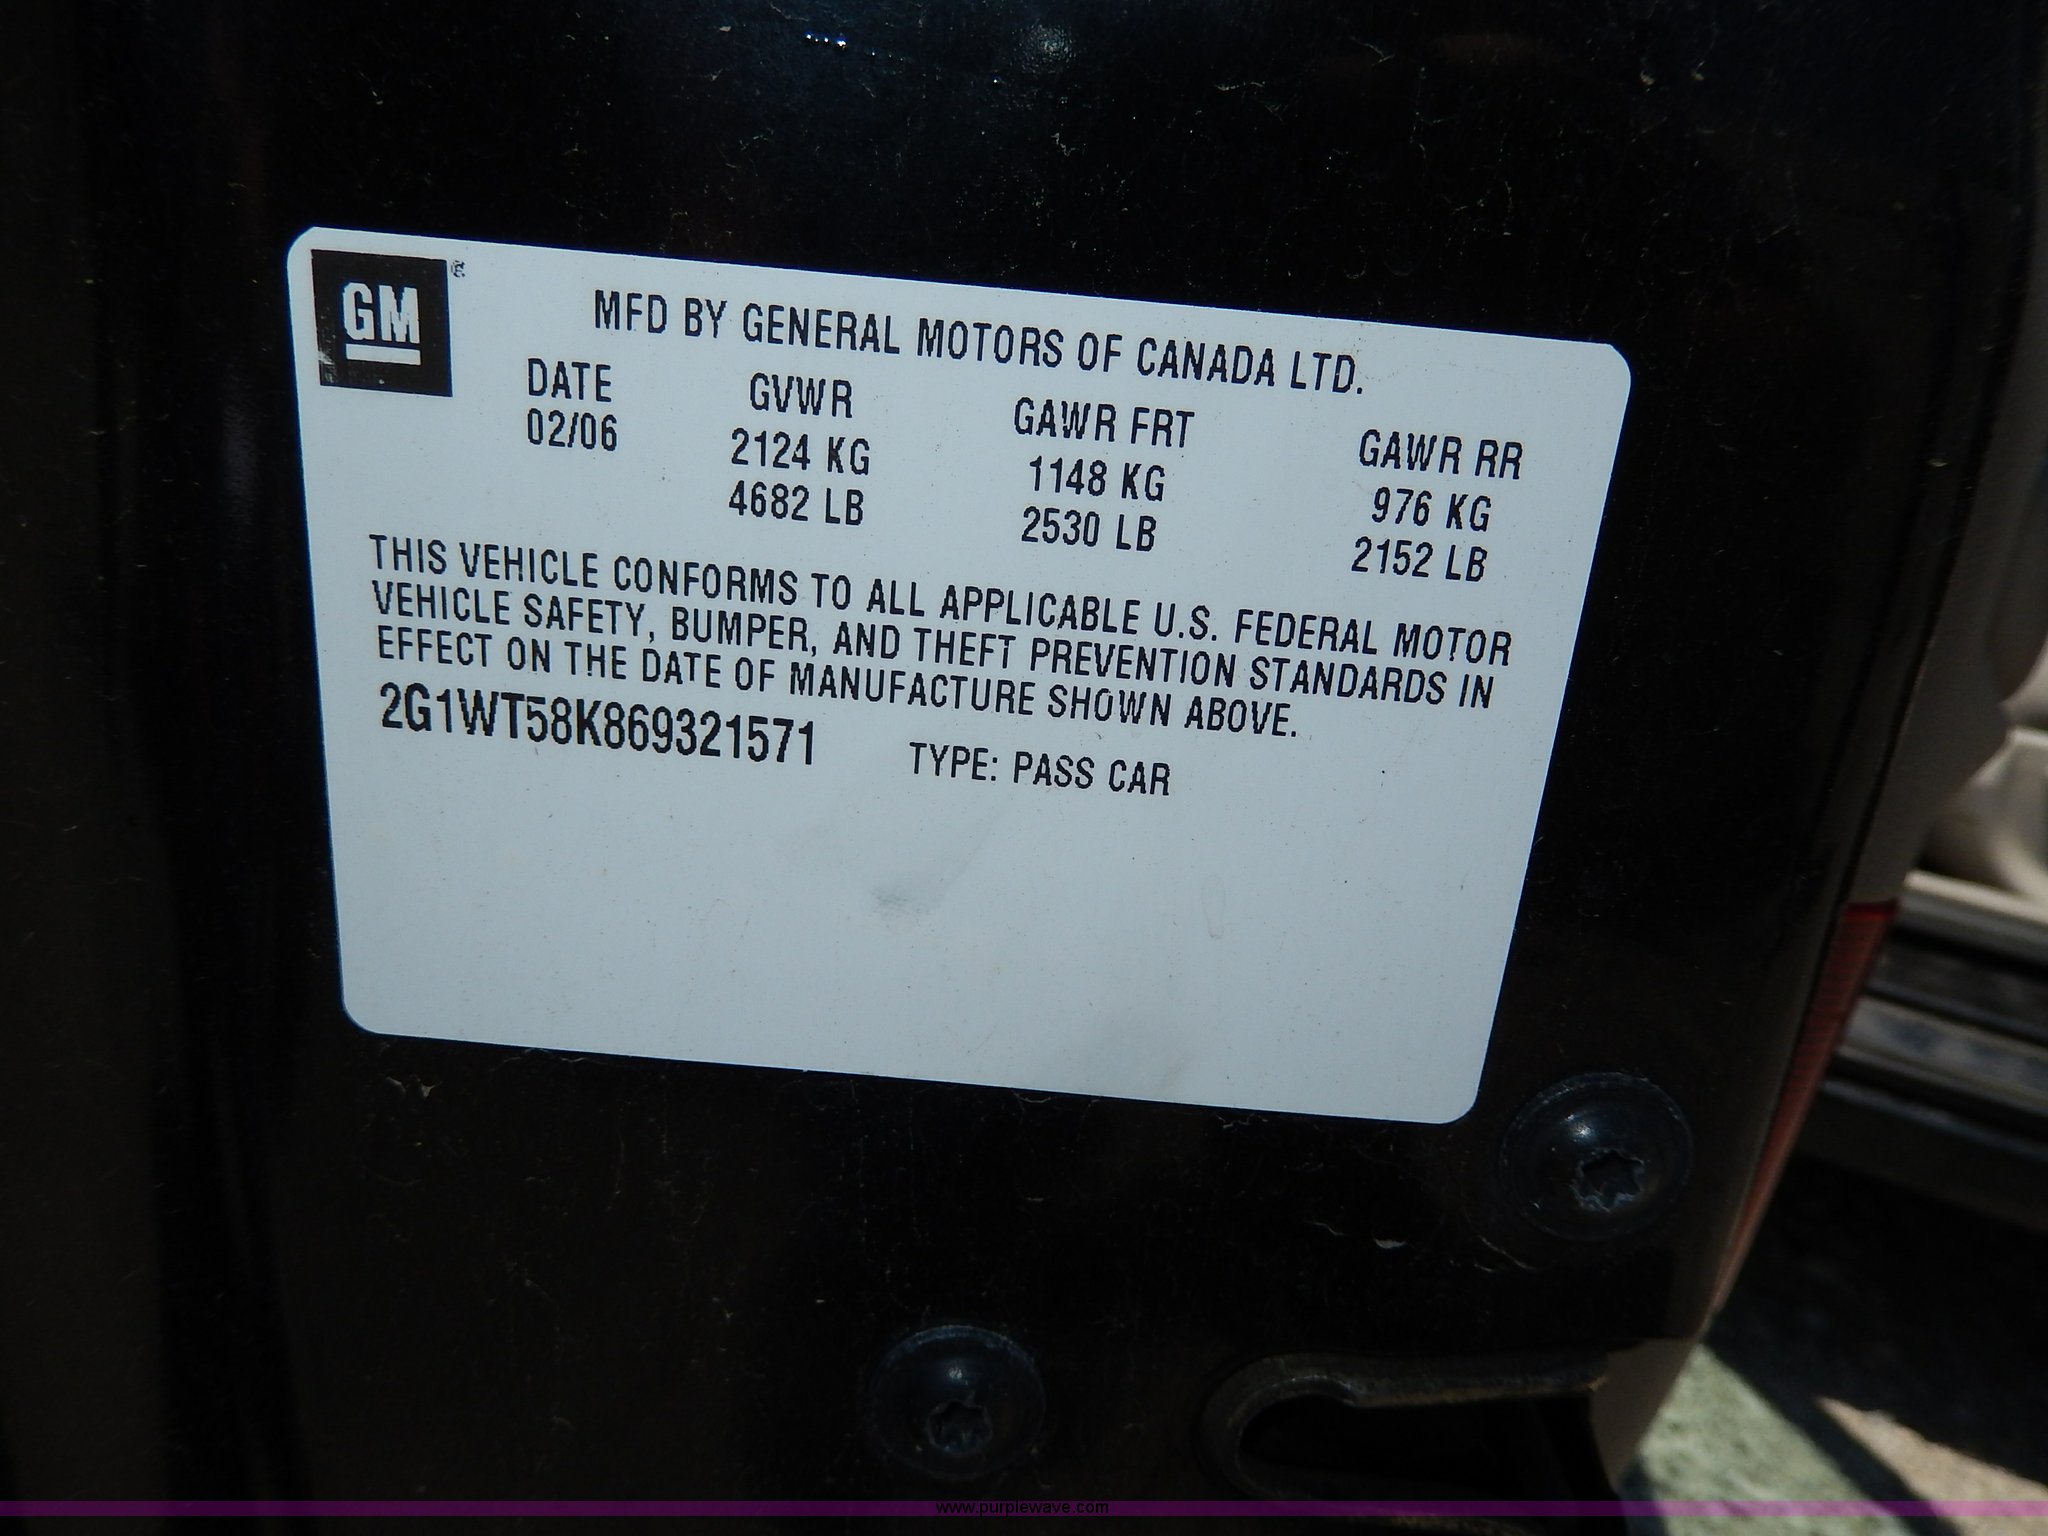 GM®
MFD BY GENERAL MOTORS OF CANADA LTD.
DATE GVWR GAWR FRT GAWR RR
02/06 2124 KG 1148 KG 976 KG
4682 LB 2530 LB 2152 LB
THIS VEHICLE CONFORMS TO ALL APPLICABLE U.S. FEDERAL MOTOR
VEHICLE SAFETY, BUMPER, AND THEFT PREVENTION STANDARDS IN
EFFECT ON THE DATE OF MANUFACTURE SHOWN ABOVE.
2G1WT58K869321571 TYPE: PASS CAR
www.purplewave.com